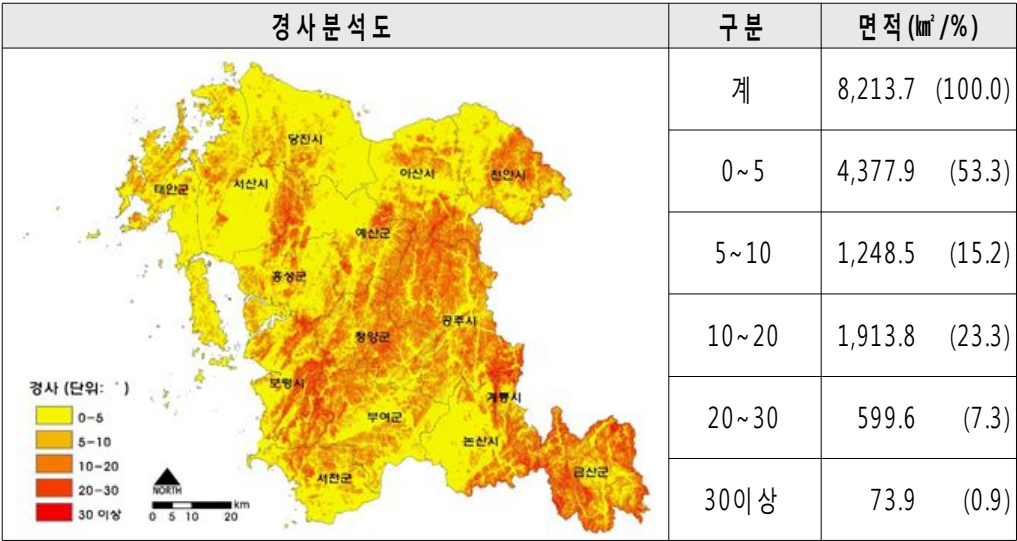 경사분석도
구분
면적(㎢/%)
계
8,213.7 (100.0)
0~5
4,377.9 (53.3)
5~10
1,248.5 (15.2)
10~20
1,913.8 (23.3)
20~30
599.6 (7.3)
30이상
73.9 (0.9)
당진시
아산시
천안시
태안군
서산시
예산군
홍성군
공주시
청양군
보령시
계룡시
부여군
논산시
서천군
금산군
경사 (단위: ˚ )
0-5
5-10
10-20
20-30
30 이상
NORTH
km
0 5 10 20